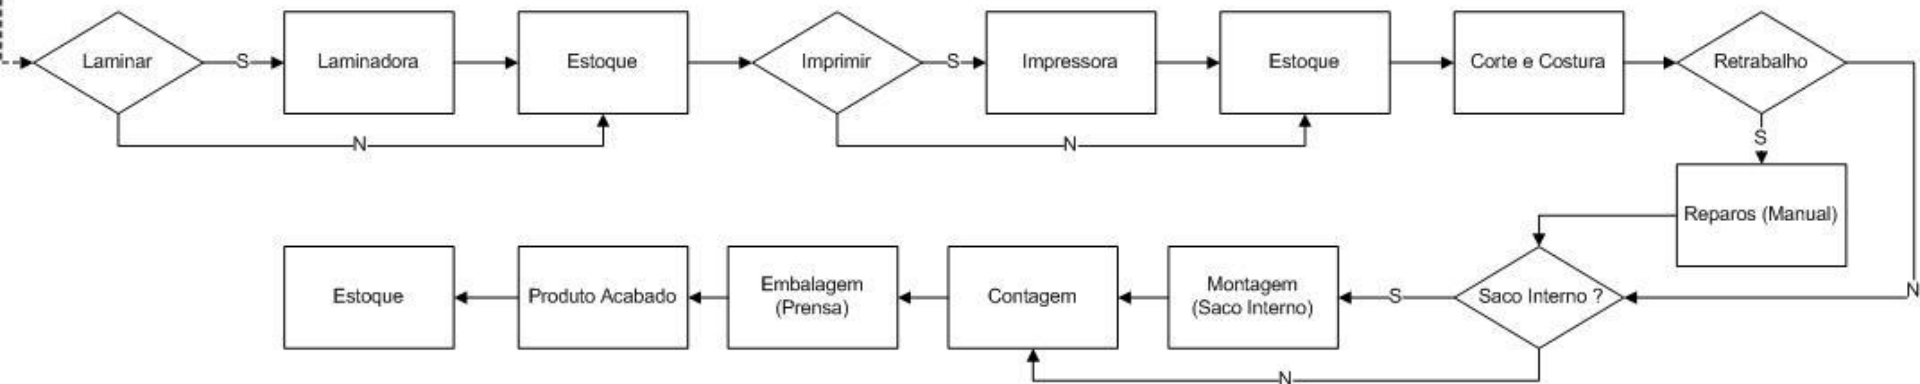 Laminar
S
Laminadora
Estoque
Imprimir
S
Impressora
Estoque
Corte e Costura
Retrabalho
N
N
S
Reparos (Manual)
N
Saco Interno ?
S
Montagem
(Saco Interno)
Contagem
Embalagem
(Prensa)
Produto Acabado
Estoque
N